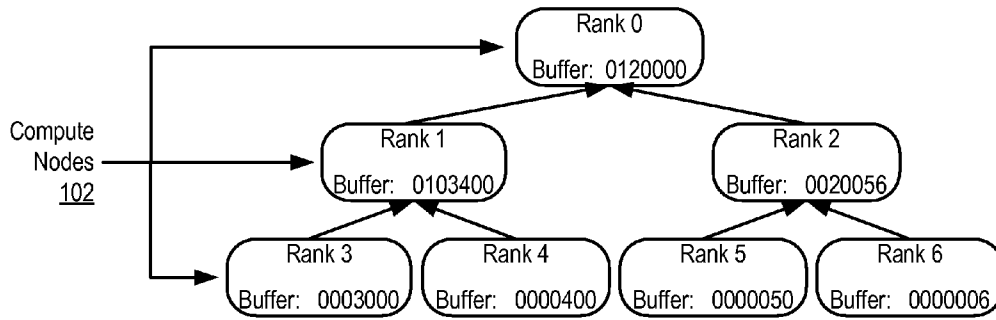 Rank 0
Buffer: 0120000
Compute
Nodes
102
Rank 1
Buffer: 0103400
Rank 2
Buffer: 0020056
Rank 3
Buffer: 0003000
Rank 4
Buffer: 0000400
Rank 5
Buffer: 0000050
Rank 6
Buffer: 0000006